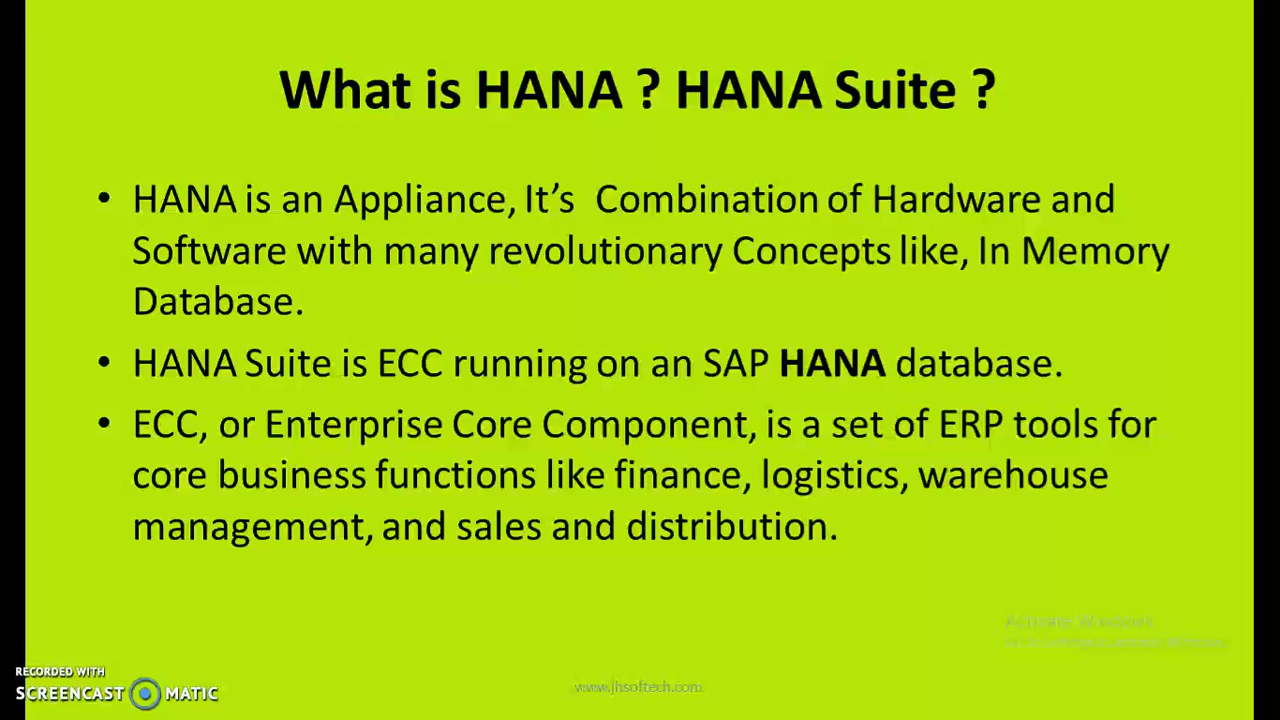 What is HANA ? HANA Suite ?
• HANA is an Appliance, It’s Combination of Hardware and
Software with many revolutionary Concepts like, In Memory
Database.
• HANA Suite is ECC running on an SAP HANA database.
• ECC, or Enterprise Core Component, is a set of ERP tools for
core business functions like finance, logistics, warehouse
management, and sales and distribution.
Activate Windows
RECORDED WITH
SCREENCAST MATIC
www.jhsoftech.com